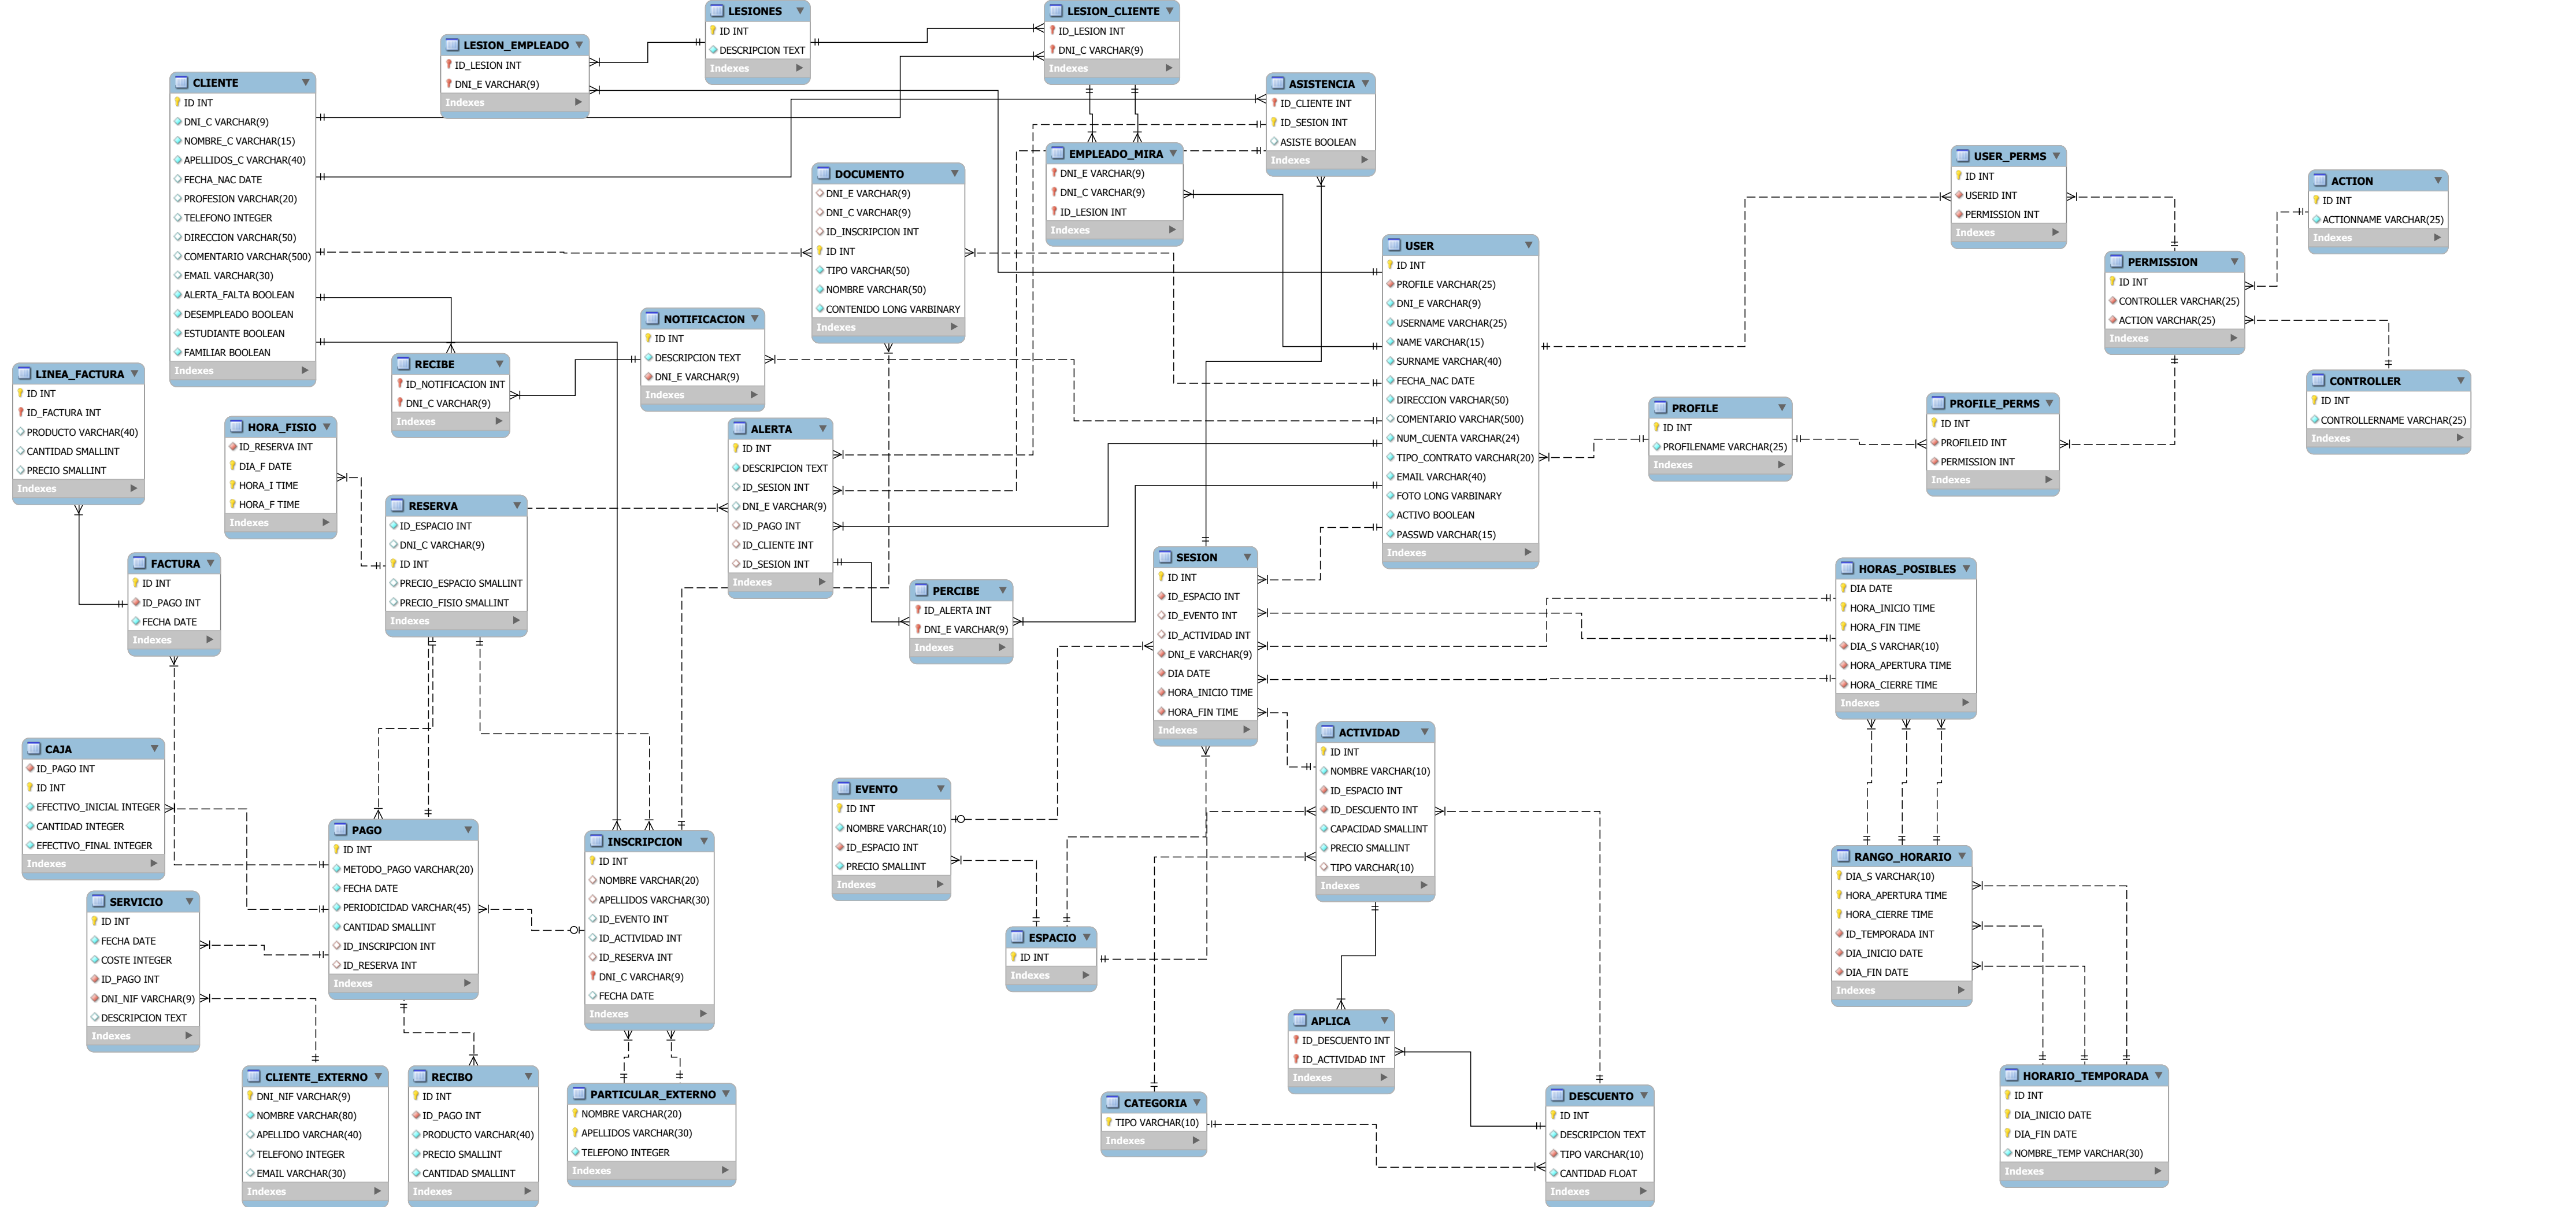 LESIONES
ID INT
DESCRIPCION TEXT
Indexes
LESION_CLIENTE
ID_LESION INT
DNI_C VARCHAR(9)
Indexes
LESION_EMPLEADO
ID_LESION INT
DNI_E VARCHAR(9)
Indexes
CLIENTE
ID INT
DNI_C VARCHAR(9)
NOMBRE_C VARCHAR(15)
APELLIDOS_C VARCHAR(40)
FECHA_NAC DATE
PROFESION VARCHAR(20)
TELEFONO INTEGER
DIRECCION VARCHAR(50)
COMENTARIO VARCHAR(500)
EMAIL VARCHAR(30)
ALERTA_FALTA BOOLEAN
DESEMPLEADO BOOLEAN
ESTUDIANTE BOOLEAN
FAMILIAR BOOLEAN
Indexes
ASISTENCIA
ID_CLIENTE INT
ID_SESION INT
ASISTE BOOLEAN
Indexes
EMPLEADO_MIRA
DNI_E VARCHAR(9)
DNI_C VARCHAR(9)
ID_LESION INT
Indexes
DOCUMENTO
DNI_E VARCHAR(9)
DNI_C VARCHAR(9)
ID_INSCRIPCION INT
ID INT
TIPO VARCHAR(50)
NOMBRE VARCHAR(50)
CONTENIDO LONG VARBINARY
Indexes
USER_PERMS
ID INT
USERID INT
PERMISSION INT
Indexes
ACTION
ID INT
ACTIONNAME VARCHAR(25)
Indexes
USER
ID INT
PROFILE VARCHAR(25)
DNI_E VARCHAR(9)
USERNAME VARCHAR(25)
NAME VARCHAR(15)
SURNAME VARCHAR(40)
FECHA_NAC DATE
DIRECCION VARCHAR(50)
COMENTARIO VARCHAR(500)
NUM_CUENTA VARCHAR(24)
TIPO_CONTRATO VARCHAR(20)
EMAIL VARCHAR(40)
FOTO LONG VARBINARY
ACTIVO BOOLEAN
PASSWD VARCHAR(15)
Indexes
PERMISSION
ID INT
CONTROLLER VARCHAR(25)
ACTION VARCHAR(25)
Indexes
NOTIFICACION
ID INT
DESCRIPCION TEXT
DNI_E VARCHAR(9)
Indexes
RECIBE
ID_NOTIFICACION INT
DNI_C VARCHAR(9)
Indexes
LINEA_FACTURA
ID INT
ID_FACTURA INT
PRODUCTO VARCHAR(40)
CANTIDAD SMALLINT
PRECIO SMALLINT
Indexes
CONTROLLER
ID INT
CONTROLLERNAME VARCHAR(25)
Indexes
PROFILE
ID INT
PROFILENAME VARCHAR(25)
Indexes
PROFILE_PERMS
ID INT
PROFILEID INT
PERMISSION INT
Indexes
HORA_FISIO
ID_RESERVA INT
DIA_F DATE
HORA_I TIME
HORA_F TIME
Indexes
ALERTA
ID INT
DESCRIPCION TEXT
ID_SESION INT
DNI_E VARCHAR(9)
ID_PAGO INT
ID_CLIENTE INT
ID_SESION INT
Indexes
RESERVA
ID_ESPACIO INT
DNI_C VARCHAR(9)
ID INT
PRECIO_ESPACIO SMALLINT
PRECIO_FISIO SMALLINT
Indexes
FACTURA
ID INT
ID_PAGO INT
FECHA DATE
Indexes
PERCIBE
ID_ALERTA INT
DNI_E VARCHAR(9)
Indexes
SESION
ID INT
ID_ESPACIO INT
ID_EVENTO INT
ID_ACTIVIDAD INT
DNI_E VARCHAR(9)
DIA DATE
HORA_INICIO TIME
HORA_FIN TIME
Indexes
HORAS_POSIBLES
DIA DATE
HORA_INICIO TIME
HORA_FIN TIME
DIA_S VARCHAR(10)
HORA_APERTURA TIME
HORA_CIERRE TIME
Indexes
CAJA
ID_PAGO INT
ID INT
EFECTIVO_INICIAL INTEGER
CANTIDAD INTEGER
EFECTIVO_FINAL INTEGER
Indexes
ACTIVIDAD
ID INT
NOMBRE VARCHAR(10)
ID_ESPACIO INT
ID_DESCUENTO INT
CAPACIDAD SMALLINT
PRECIO SMALLINT
TIPO VARCHAR(10)
Indexes
EVENTO
ID INT
NOMBRE VARCHAR(10)
ID_ESPACIO INT
PRECIO SMALLINT
Indexes
PAGO
ID INT
METODO_PAGO VARCHAR(20)
FECHA DATE
PERIODICIDAD VARCHAR(45)
CANTIDAD SMALLINT
ID_INSCRIPCION INT
ID_RESERVA INT
Indexes
INSCRIPCION
ID INT
NOMBRE VARCHAR(20)
APELLIDOS VARCHAR(30)
ID_EVENTO INT
ID_ACTIVIDAD INT
ID_RESERVA INT
DNI_C VARCHAR(9)
FECHA DATE
Indexes
RANGO_HORARIO
DIA_S VARCHAR(10)
HORA_APERTURA TIME
HORA_CIERRE TIME
ID_TEMPORADA INT
DIA_INICIO DATE
DIA_FIN DATE
Indexes
SERVICIO
ID INT
FECHA DATE
COSTE INTEGER
ID_PAGO INT
DNI_NIF VARCHAR(9)
DESCRIPCION TEXT
Indexes
ESPACIO
ID INT
Indexes
APLICA
ID_DESCUENTO INT
ID_ACTIVIDAD INT
Indexes
CLIENTE_EXTERNO
DNI_NIF VARCHAR(9)
NOMBRE VARCHAR(80)
APELLIDO VARCHAR(40)
TELEFONO INTEGER
EMAIL VARCHAR(30)
Indexes
RECIBO
ID INT
ID_PAGO INT
PRODUCTO VARCHAR(40)
PRECIO SMALLINT
CANTIDAD SMALLINT
Indexes
PARTICULAR_EXTERNO
NOMBRE VARCHAR(20)
APELLIDOS VARCHAR(30)
TELEFONO INTEGER
Indexes
CATEGORIA
TIPO VARCHAR(10)
Indexes
DESCUENTO
ID INT
DESCRIPCION TEXT
TIPO VARCHAR(10)
CANTIDAD FLOAT
Indexes
HORARIO_TEMPORADA
ID INT
DIA_INICIO DATE
DIA_FIN DATE
NOMBRE_TEMP VARCHAR(30)
Indexes